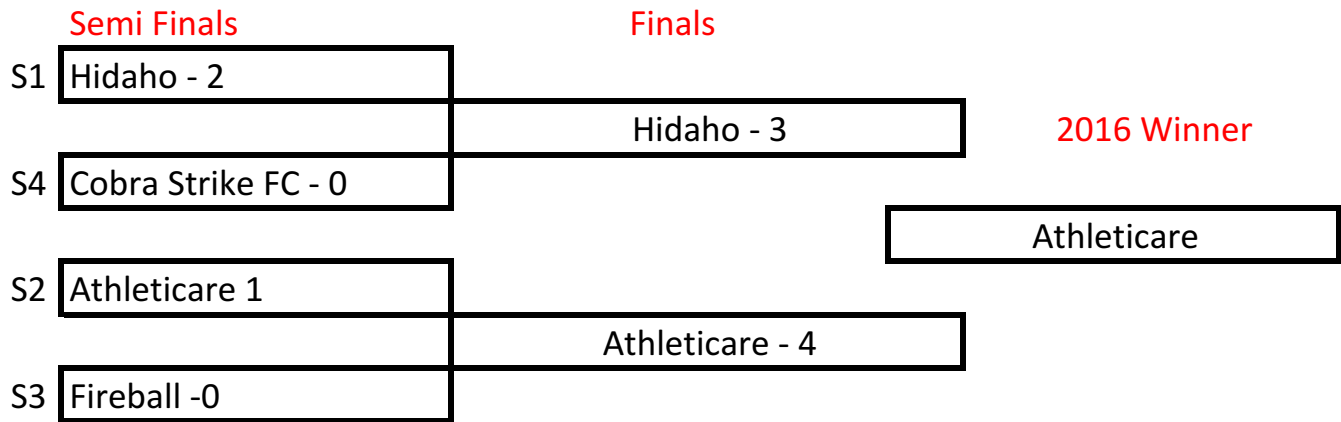 Semi Finals Finals
S1 Hidaho - 2
Hidaho - 3 2016 Winner
S4 Cobra Strike FC - 0
Athleticare
S2 Athleticare 1
Athleticare - 4
S3 Fireball -0